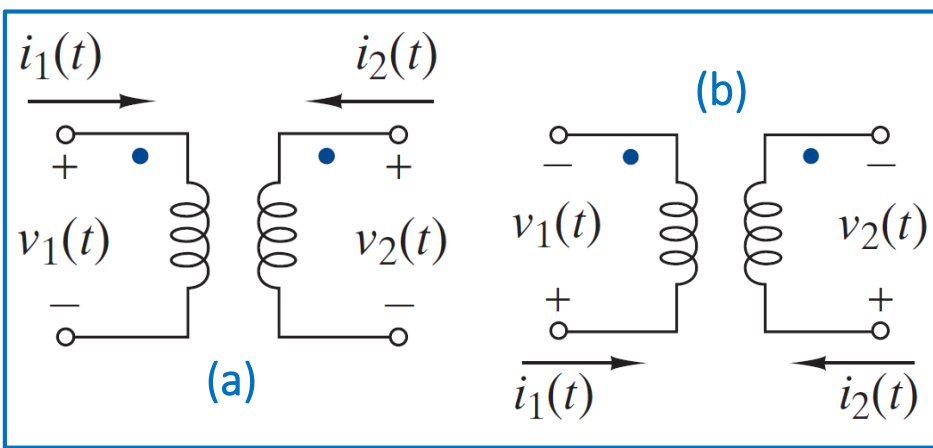 i₁(t) i₂(t)
(b)
+ + − −
v₁(t) v₂(t) v₁(t) v₂(t)
− − + +
(a)
i₁(t) i₂(t)